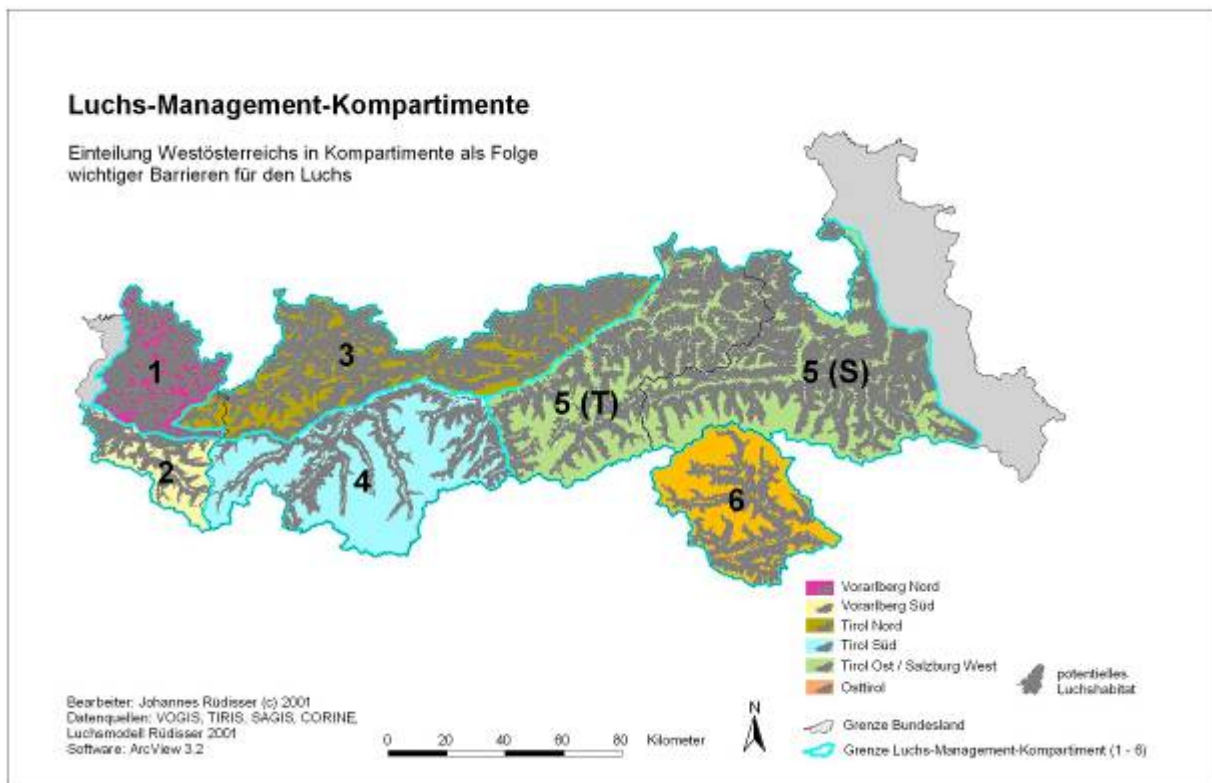 Luchs-Management-Kompartimente
Einteilung Westösterreichs in Kompartimente als Folge
wichtiger Barrieren für den Luchs
1
2
3
4
5 (T)
5 (S)
6
Vorarlberg Nord
Vorarlberg Süd
Tirol Nord
Tirol Süd
Tirol Ost / Salzburg West
Osttirol
potentielles
Luchshabitat
Grenze Bundesland
Grenze Luchs-Management-Kompartiment (1 - 6)
Bearbeiter: Johannes Rüdisser (c) 2001
Datenquellen: VOGIS, TIRIS, SAGIS, CORINE,
Luchsmodell Rüdisser 2001
Software: ArcView 3.2
0 20 40 60 80 Kilometer
N